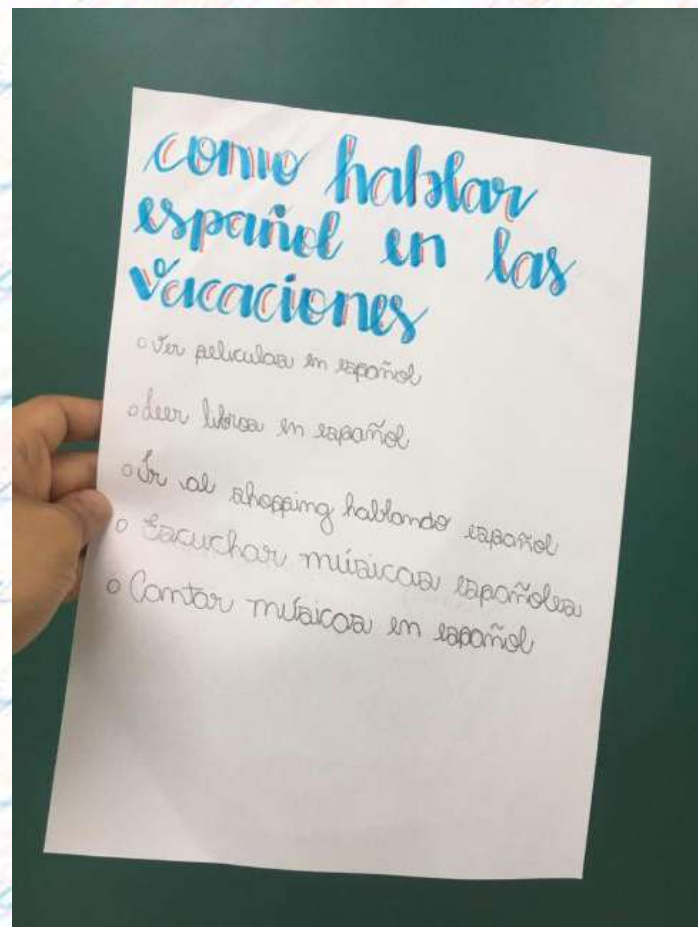 como hablar
español en las
vacaciones
○ Ver peliculas en español
○ Leer libros en español
○ Ir al shopping hablando español
○ Escuchar músicas españolas
○ Cantar músicas en español